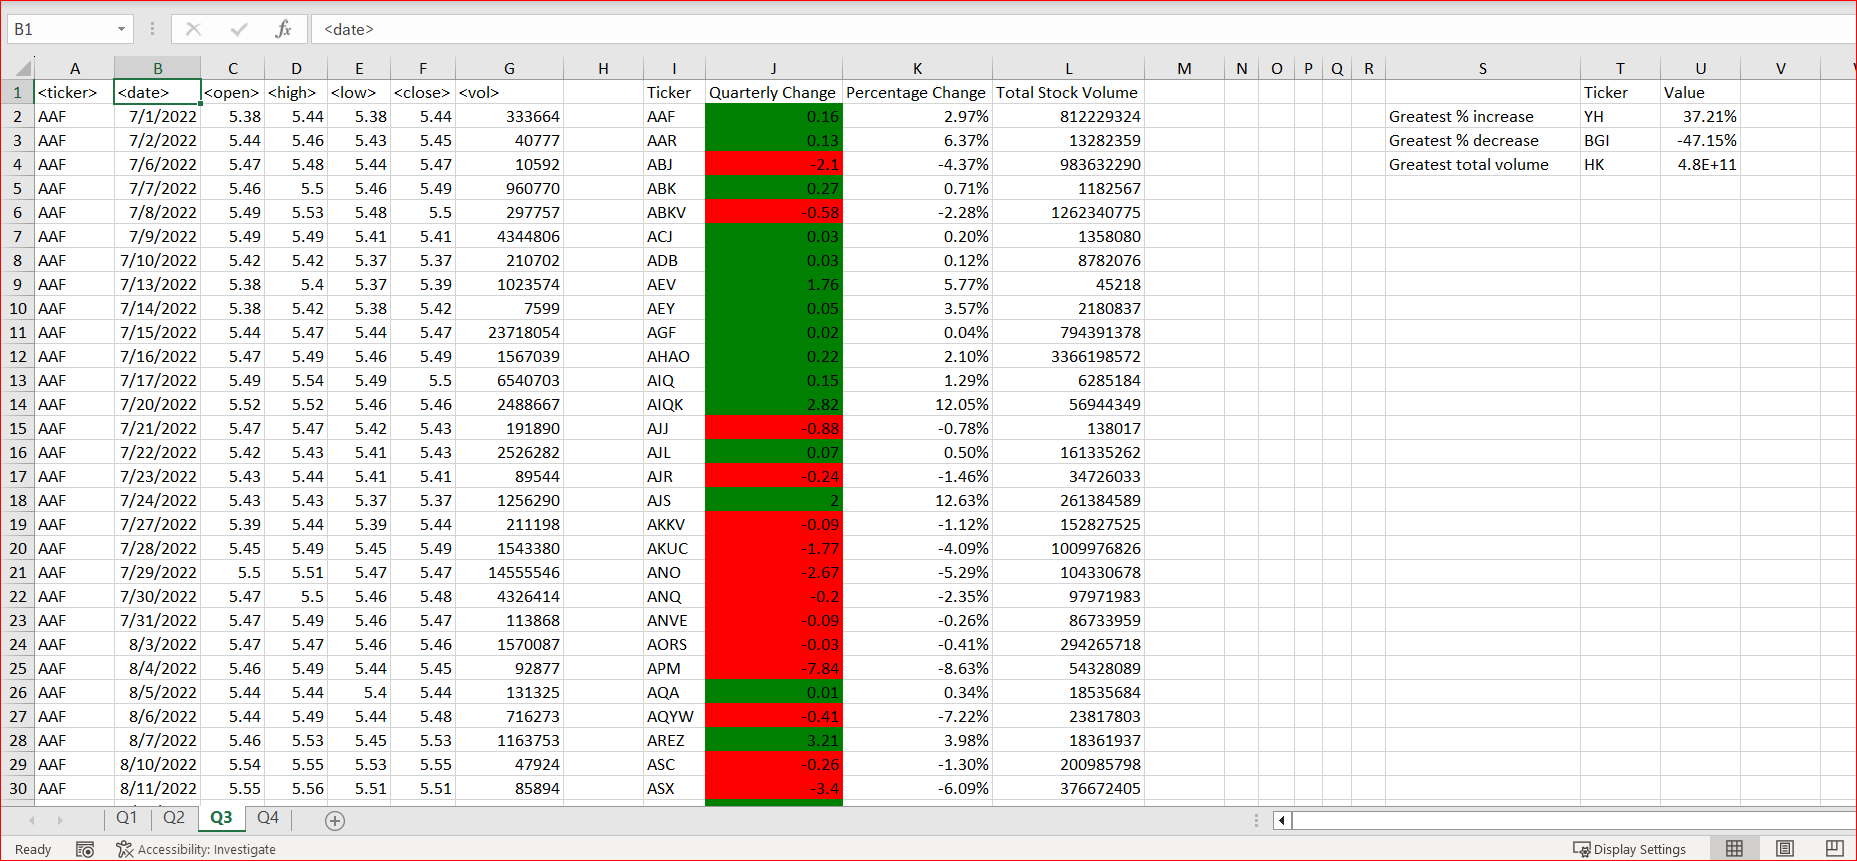 B1 fx <date>
A B C D E F G H I J K L M N O P Q R S T U V
1 <ticker> <date> <open> <high> <low> <close> <vol> Ticker Quarterly Change Percentage Change Total Stock Volume Ticker Value
2 AAF 7/1/2022 5.38 5.44 5.38 5.44 333664 AAF 0.16 2.97% 812229324 Greatest % increase YH 37.21%
3 AAF 7/2/2022 5.44 5.46 5.43 5.45 40777 AAR 0.13 6.37% 13282359 Greatest % decrease BGI -47.15%
4 AAF 7/6/2022 5.47 5.48 5.44 5.47 10592 ABJ -2.1 -4.37% 983632290 Greatest total volume HK 4.8E+11
5 AAF 7/7/2022 5.46 5.5 5.46 5.49 960770 ABK 0.27 0.71% 1182567
6 AAF 7/8/2022 5.49 5.53 5.48 5.5 297757 ABKV -0.58 -2.28% 1262340775
7 AAF 7/9/2022 5.49 5.49 5.41 5.41 4344806 ACJ 0.03 0.20% 1358080
8 AAF 7/10/2022 5.42 5.42 5.37 5.37 210702 ADB 0.03 0.12% 8782076
9 AAF 7/13/2022 5.38 5.4 5.37 5.39 1023574 AEV 1.76 5.77% 45218
10 AAF 7/14/2022 5.38 5.42 5.38 5.42 7599 AEY 0.05 3.57% 2180837
11 AAF 7/15/2022 5.44 5.47 5.44 5.47 23718054 AGF 0.02 0.04% 794391378
12 AAF 7/16/2022 5.47 5.49 5.46 5.49 1567039 AHAO 0.22 2.10% 3366198572
13 AAF 7/17/2022 5.49 5.54 5.49 5.5 6540703 AIQ 0.15 1.29% 6285184
14 AAF 7/20/2022 5.52 5.52 5.46 5.46 2488667 AIQK 2.82 12.05% 56944349
15 AAF 7/21/2022 5.47 5.47 5.42 5.43 191890 AJJ -0.88 -0.78% 138017
16 AAF 7/22/2022 5.42 5.43 5.41 5.43 2526282 AJL 0.07 0.50% 161335262
17 AAF 7/23/2022 5.43 5.44 5.41 5.41 89544 AJR -0.24 -1.46% 34726033
18 AAF 7/24/2022 5.43 5.43 5.37 5.37 1256290 AJS 2 12.63% 261384589
19 AAF 7/27/2022 5.39 5.44 5.39 5.44 211198 AKKV -0.09 -1.12% 152827525
20 AAF 7/28/2022 5.45 5.49 5.45 5.49 1543380 AKUC -1.77 -4.09% 1009976826
21 AAF 7/29/2022 5.5 5.51 5.47 5.47 14555546 ANO -2.67 -5.29% 104330678
22 AAF 7/30/2022 5.47 5.5 5.46 5.48 4326414 ANQ -0.2 -2.35% 97971983
23 AAF 7/31/2022 5.47 5.49 5.46 5.47 113868 ANVE -0.09 -0.26% 86733959
24 AAF 8/3/2022 5.47 5.47 5.46 5.46 1570087 AORS -0.03 -0.41% 294265718
25 AAF 8/4/2022 5.46 5.49 5.44 5.45 92877 APM -7.84 -8.63% 54328089
26 AAF 8/5/2022 5.44 5.44 5.4 5.44 131325 AQA 0.01 0.34% 18535684
27 AAF 8/6/2022 5.44 5.49 5.44 5.48 716273 AQYW -0.41 -7.22% 23817803
28 AAF 8/7/2022 5.46 5.53 5.45 5.53 1163753 AREZ 3.21 3.98% 18361937
29 AAF 8/10/2022 5.54 5.55 5.53 5.55 47924 ASC -0.26 -1.30% 200985798
30 AAF 8/11/2022 5.55 5.56 5.51 5.51 85894 ASX -3.4 -6.09% 376672405
Q1 Q2 Q3 Q4
Ready Accessibility: Investigate Display Settings